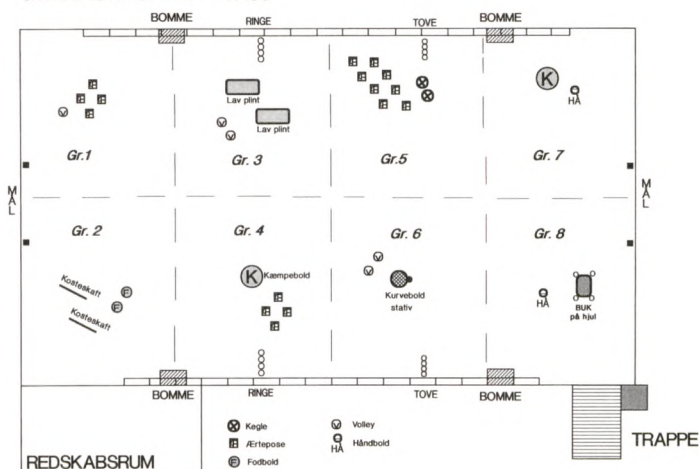 BOMME
RINGE
TOVE
BOMME
K
HÅ
Lav plint
Lav plint
Gr.1
Gr. 3
Gr.5
Gr. 7
MÅL
MÅL
Gr. 2
Gr. 4
Gr. 6
Gr. 8
Kosteskaft
Kosteskaft
F
F
K Kæmpebold
Kurvebold
stativ
HÅ
BUK
på hjul
BOMME
RINGE
TOVE
BOMME
REDSKABSRUM
Kegle
Ærtepose
F Fodbold
Volley
HÅ Håndbold
TRAPPE